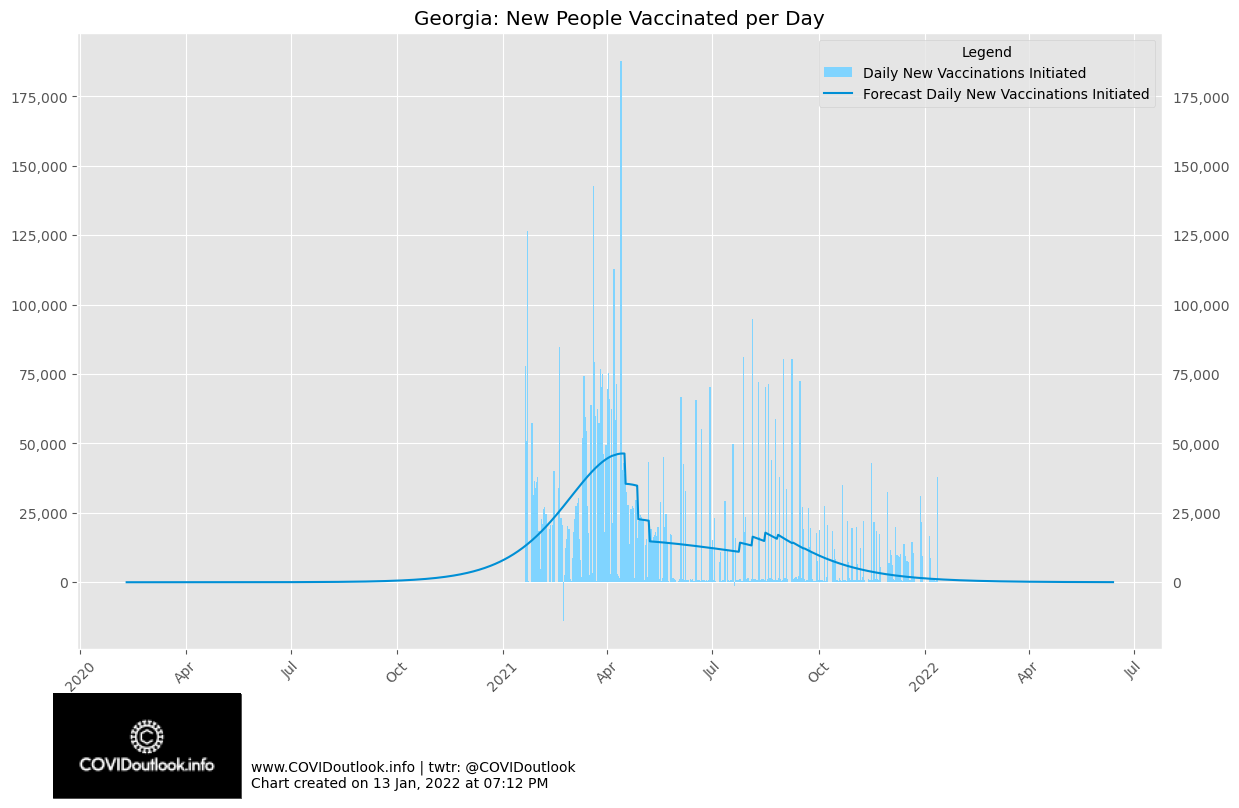 Georgia: New People Vaccinated per Day
Legend
Daily New Vaccinations Initiated
Forecast Daily New Vaccinations Initiated
175,000 175,000
150,000 150,000
125,000 125,000
100,000 100,000
75,000 75,000
50,000 50,000
25,000 25,000
0 0
2020 Apr Jul Oct 2021 Apr Jul Oct 2022 Apr Jul
COVIDoutlook.info
www.COVIDoutlook.info | twtr: @COVIDoutlook
Chart created on 13 Jan, 2022 at 07:12 PM